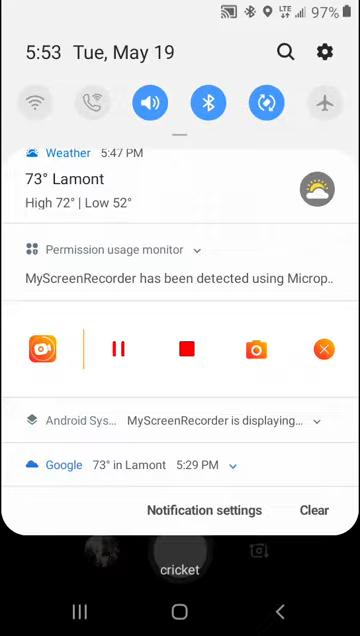 LTE 97%
5:53 Tue, May 19
Weather 5:47 PM
73° Lamont
High 72° | Low 52°
Permission usage monitor
MyScreenRecorder has been detected using Microp..
Android Sys... MyScreenRecorder is displaying...
Google 73° in Lamont 5:29 PM
Notification settings Clear
cricket